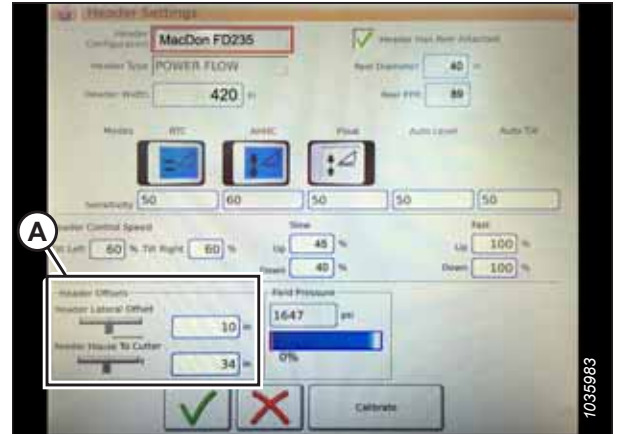 Header Settings
Header Configuration MacDon FD235
Header Has Reel Attached
Header Type POWER FLOW
Reel Diameter 40 in
Header Width 420 in
Reel PPR 89
Modes RTC AHHC Float Auto Level Auto Tilt
Sensitivity 50 60 50 50 50
Header Control Speed
Slow Fast
Tilt Left 60 % Tilt Right 60 % Up 48 % Up 100 %
Down 40 % Down 100 %
A
Header Offsets
Field Pressure
Header Lateral Offset
10 in
1647 psi
Feeder House To Cutter
34 in
0%
Calibrate
1035983